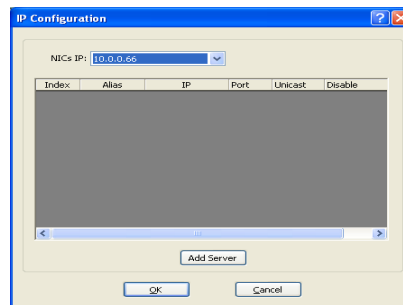 IP Configuration
NICs IP: 10.0.0.66
Index Alias IP Port Unicast Disable
Add Server
OK Cancel